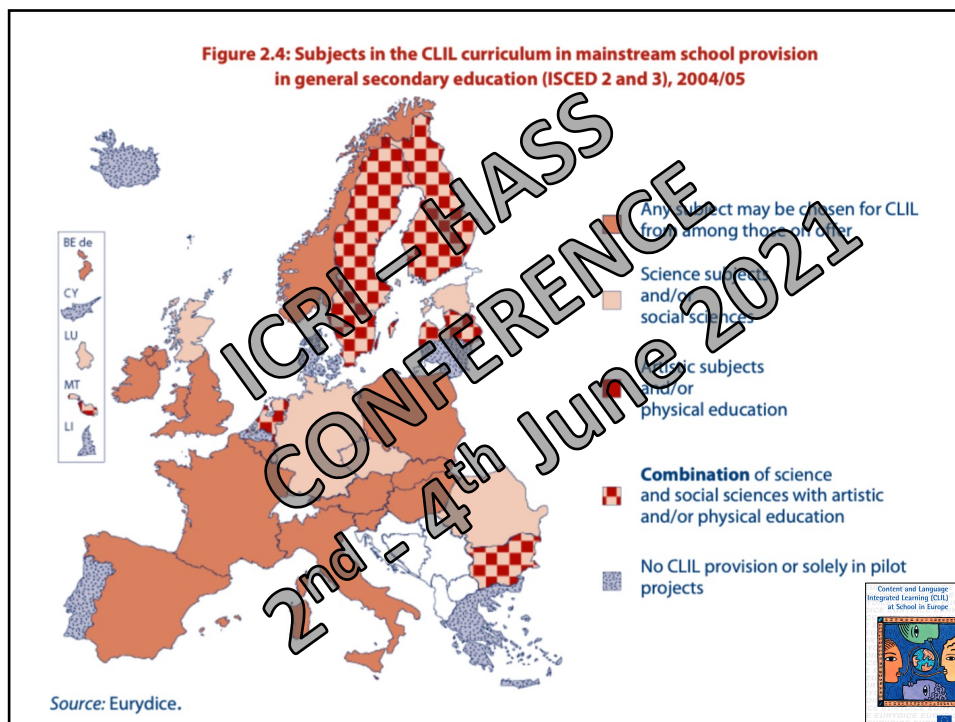 Figure 2.4: Subjects in the CLIL curriculum in mainstream school provision
in general secondary education (ISCED 2 and 3), 2004/05
BE de
CY
LU
MT
LI
Any subject may be chosen for CLIL
from among those on offer
Science subjects
and/or
social sciences
Artistic subjects
and/or
physical education
Combination of science
and social sciences with artistic
and/or physical education
No CLIL provision or solely in pilot
projects
ICRI – HASS
CONFERENCE
2nd - 4th June 2021
Content and Language
Integrated Learning (CLIL)
at School in Europe
Source: Eurydice.